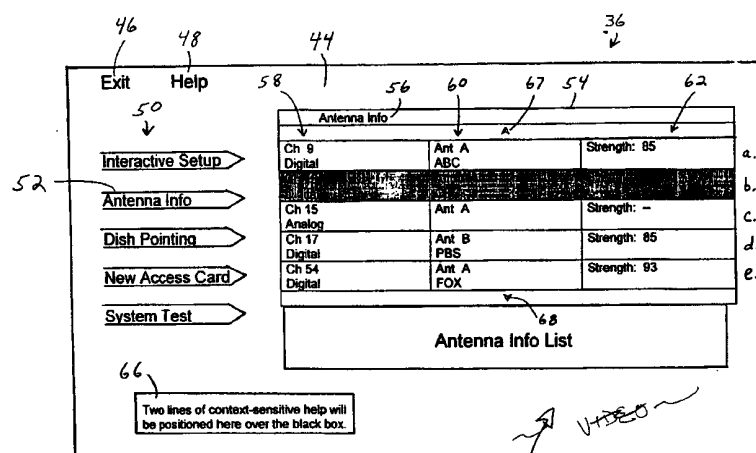 46
48
44
36
Exit Help
58
56
60
67
54
62
50
Antenna Info
Ch 9
Digital
Ant A
ABC
Strength: 85
a.
Interactive Setup
b.
52
Antenna Info
Ch 15
Analog
Ant A
Strength: --
c.
Dish Pointing
Ch 17
Digital
Ant B
PBS
Strength: 85
d.
New Access Card
Ch 54
Digital
Ant A
FOX
Strength: 93
e.
System Test
68
Antenna Info List
66
Two lines of context-sensitive help will
be positioned here over the black box.
VIDEO